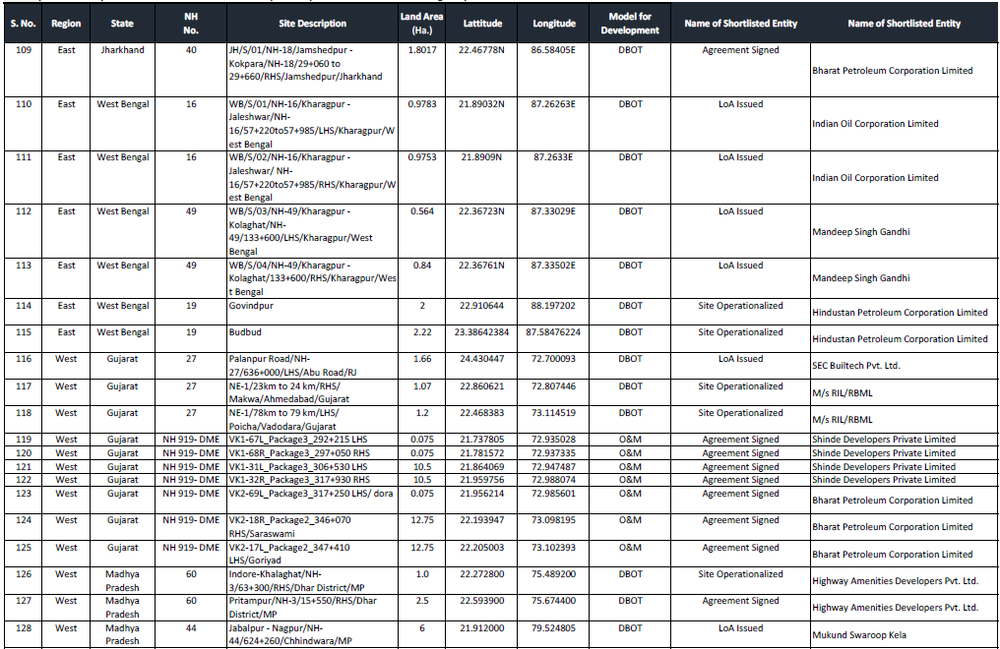 S. No. Region State NH No. Site Description Land Area (Ha.) Lattitude Longitude Model for Development Name of Shortlisted Entity Name of Shortlisted Entity
109 East Jharkhand 40 JH/S/01/NH-18/Jamshedpur - 1.8017 22.46778N 86.58405E DBOT Agreement Signed
Kokpara/NH-18/29+060 to
29+660/RHS/Jamshedpur/Jharkhand
Bharat Petroleum Corporation Limited
110 East West Bengal 16 WB/S/01/NH-16/Kharagpur - 0.9783 21.89032N 87.26263E DBOT LoA Issued
Jaleshwar/NH-
16/57+220to57+985/LHS/Kharagpur/W
est Bengal
Indian Oil Corporation Limited
111 East West Bengal 16 WB/S/02/NH-16/Kharagpur - 0.9753 21.8909N 87.2633E DBOT LoA Issued
Jaleshwar/ NH-
16/57+220to57+985/RHS/Kharagpur/W
est Bengal
Indian Oil Corporation Limited
112 East West Bengal 49 WB/S/03/NH-49/Kharagpur - 0.564 22.36723N 87.33029E DBOT LoA Issued
Kolaghat/NH-
49/133+600/LHS/Kharagpur/West
Bengal
Mandeep Singh Gandhi
113 East West Bengal 49 WB/S/04/NH-49/Kharagpur - 0.84 22.36761N 87.33502E DBOT LoA Issued
Kolaghat/133+600/RHS/Kharagpur/Wes
t Bengal
Mandeep Singh Gandhi
114 East West Bengal 19 Govindpur 2 22.910644 88.197202 DBOT Site Operationalized
Hindustan Petroleum Corporation Limited
115 East West Bengal 19 Budbud 2.22 23.38642384 87.58476224 DBOT Site Operationalized
Hindustan Petroleum Corporation Limited
116 West Gujarat 27 Palanpur Road/NH- 1.66 24.430447 72.700093 DBOT LoA Issued
27/636+000/LHS/Abu Road/RJ
SEC Builtech Pvt. Ltd.
117 West Gujarat 27 NE-1/23km to 24 km/RHS/ 1.07 22.860621 72.807446 DBOT Site Operationalized
Makwa/Ahmedabad/Gujarat
M/s RIL/RBML
118 West Gujarat 27 NE-1/78km to 79 km/LHS/ 1.2 22.468383 73.114519 DBOT Site Operationalized
Poicha/Vadodara/Gujarat
M/s RIL/RBML
119 West Gujarat NH 919- DME VK1-67L_Package3_292+215 LHS 0.075 21.737805 72.935028 O&M Agreement Signed Shinde Developers Private Limited
120 West Gujarat NH 919- DME VK1-68R_Package3_297+050 RHS 0.075 21.781572 72.937335 O&M Agreement Signed Shinde Developers Private Limited
121 West Gujarat NH 919- DME VK1-31L_Package3_306+530 LHS 10.5 21.864069 72.947487 O&M Agreement Signed Shinde Developers Private Limited
122 West Gujarat NH 919- DME VK1-32R_Package3_317+930 RHS 10.5 21.959756 72.988074 O&M Agreement Signed Shinde Developers Private Limited
123 West Gujarat NH 919- DME VK2-69L_Package3_317+250 LHS/ dora 0.075 21.956214 72.985601 O&M Agreement Signed
Bharat Petroleum Corporation Limited
124 West Gujarat NH 919- DME VK2-18R_Package2_346+070 12.75 22.193947 73.098195 O&M Agreement Signed
RHS/Saraswami
Bharat Petroleum Corporation Limited
125 West Gujarat NH 919- DME VK2-17L_Package2_347+410 12.75 22.205003 73.102393 O&M Agreement Signed
LHS/Goriyad
Bharat Petroleum Corporation Limited
126 West Madhya Pradesh 60 Indore-Khalaghat/NH- 1.0 22.272800 75.489200 DBOT Site Operationalized
3/63+300/RHS/Dhar District/MP
Highway Amenities Developers Pvt. Ltd.
127 West Madhya Pradesh 60 Pritampur/NH-3/15+550/RHS/Dhar 2.5 22.593900 75.674400 DBOT Agreement Signed
District/MP
Highway Amenities Developers Pvt. Ltd.
128 West Madhya Pradesh 44 Jabalpur - Nagpur/NH- 6 21.912000 79.524805 DBOT LoA Issued
44/624+260/Chhindwara/MP
Mukund Swaroop Kela